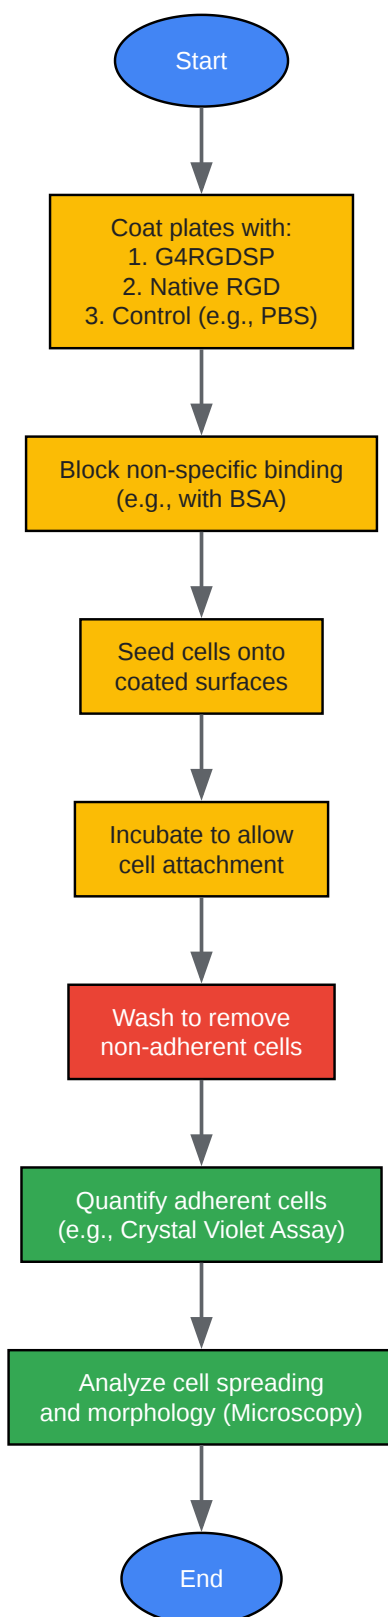 Start
Coat plates with:
1. G4RGDSP
2. Native RGD
3. Control (e.g., PBS)
Block non-specific binding
(e.g., with BSA)
Seed cells onto
coated surfaces
Incubate to allow
cell attachment
Wash to remove
non-adherent cells
Quantify adherent cells
(e.g., Crystal Violet Assay)
Analyze cell spreading
and morphology (Microscopy)
End